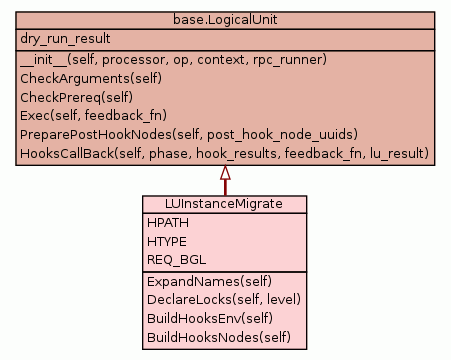 base.LogicalUnit
dry_run_result
__init__(self, processor, op, context, rpc_runner)
CheckArguments(self)
CheckPrereq(self)
Exec(self, feedback_fn)
PreparePostHookNodes(self, post_hook_node_uuids)
HooksCallBack(self, phase, hook_results, feedback_fn, lu_result)
LUInstanceMigrate
HPATH
HTYPE
REQ_BGL
ExpandNames(self)
DeclareLocks(self, level)
BuildHooksEnv(self)
BuildHooksNodes(self)